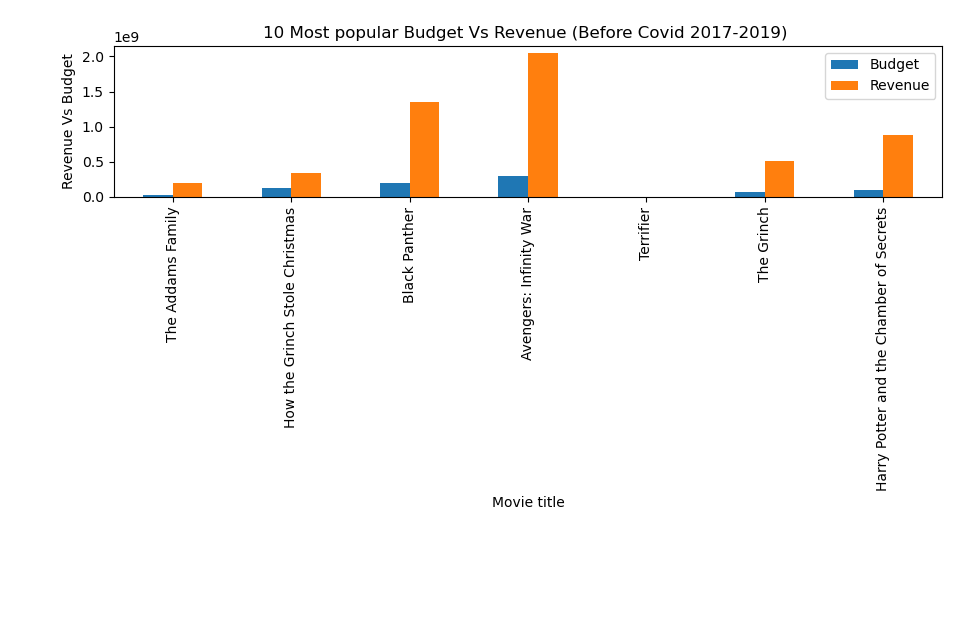 10 Most popular Budget Vs Revenue (Before Covid 2017-2019)
1e9
Revenue Vs Budget
2.0
1.5
1.0
0.5
0.0
Budget
Revenue
The Addams Family
How the Grinch Stole Christmas
Black Panther
Avengers: Infinity War
Terrifier
The Grinch
Harry Potter and the Chamber of Secrets
Movie title